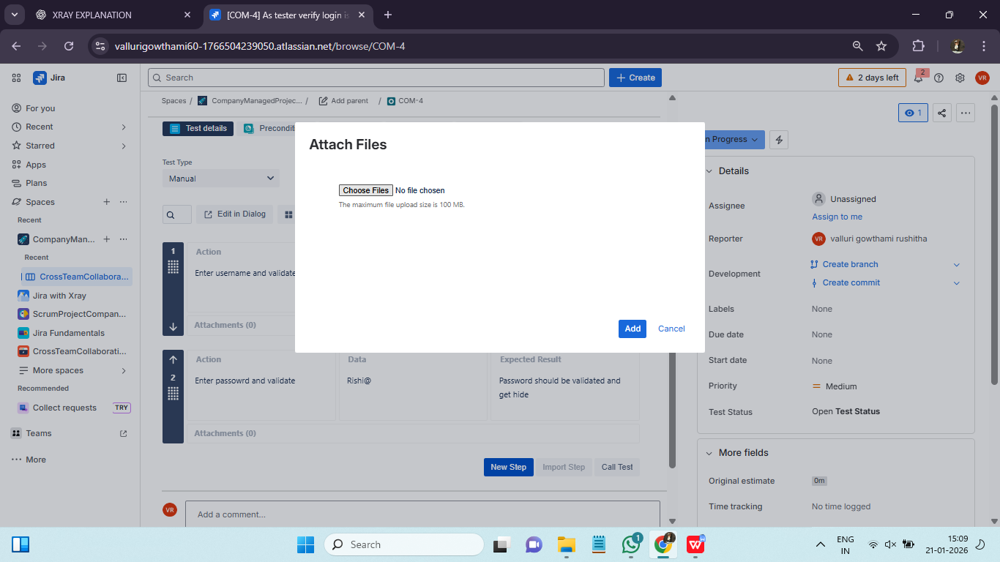 XRAY EXPLANATION
[COM-4] As tester verify login is
vallurigowthami60-1766504239050.atlassian.net/browse/COM-4
Jira
Search
Create
2 days left
2
VR
For you
Recent
Starred
Apps
Plans
Spaces
Recent
CompanyMan...
Recent
CrossTeamCollabora...
Jira with Xray
ScrumProjectCompan...
Jira Fundamentals
CrossTeamCollaborati...
More spaces
Recommended
Collect requests TRY
Teams
More
Spaces / CompanyManagedProjec... / Add parent / COM-4
Test details
Preconditi
Test Type
Manual
Edit in Dialog
1
Action
Enter username and validate
Attachments (0)
2
Action
Data
Expected Result
Enter passowrd and validate
Rishi@
Password should be validated and
get hide
Attachments (0)
New Step
Import Step
Call Test
VR
Add a comment...
Attach Files
Choose Files No file chosen
The maximum file upload size is 100 MB.
Add
Cancel
1
n Progress
Details
Assignee
Unassigned
Assign to me
Reporter
VR valluri gowthami rushitha
Development
Create branch
Create commit
Labels
None
Due date
None
Start date
None
Priority
Medium
Test Status
Open Test Status
More fields
Original estimate
0m
Time tracking
No time logged
Search
1
W
ENG
IN
15:09
21-01-2026